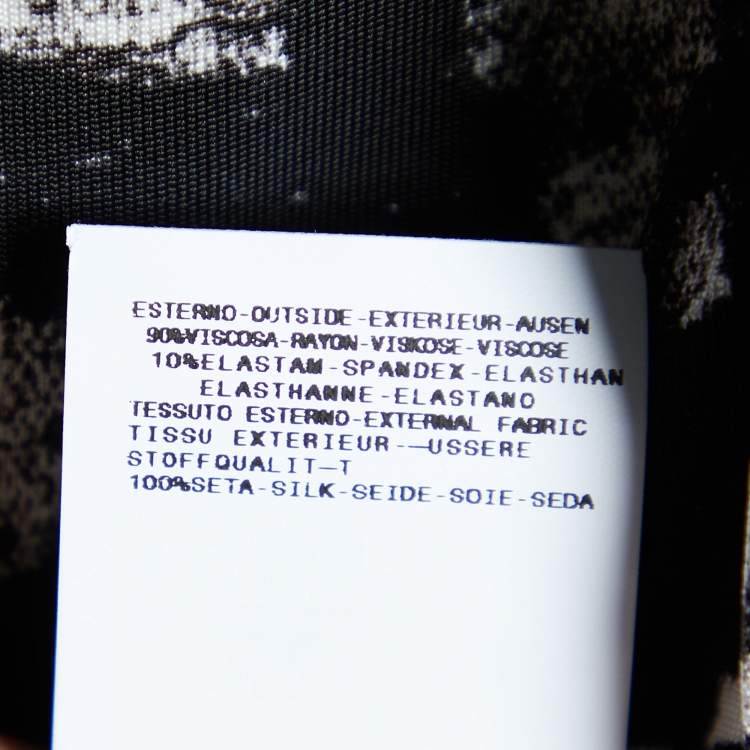 ESTERNO-OUTSIDE-EXTERIEUR-AUSEN
90%VISCOSA-RAYON-VISKOSE-VISCOSE
10%ELASTAM-SPANDEX-ELASTHAN
ELASTHANNE-ELASTANO
TESSUTO ESTERNO-EXTERNAL FABRIC
TISSU EXTERIEUR-—USSERE
STOFFQUALIT—T
100%SETA-SILK-SEIDE-SOIE-SEDA